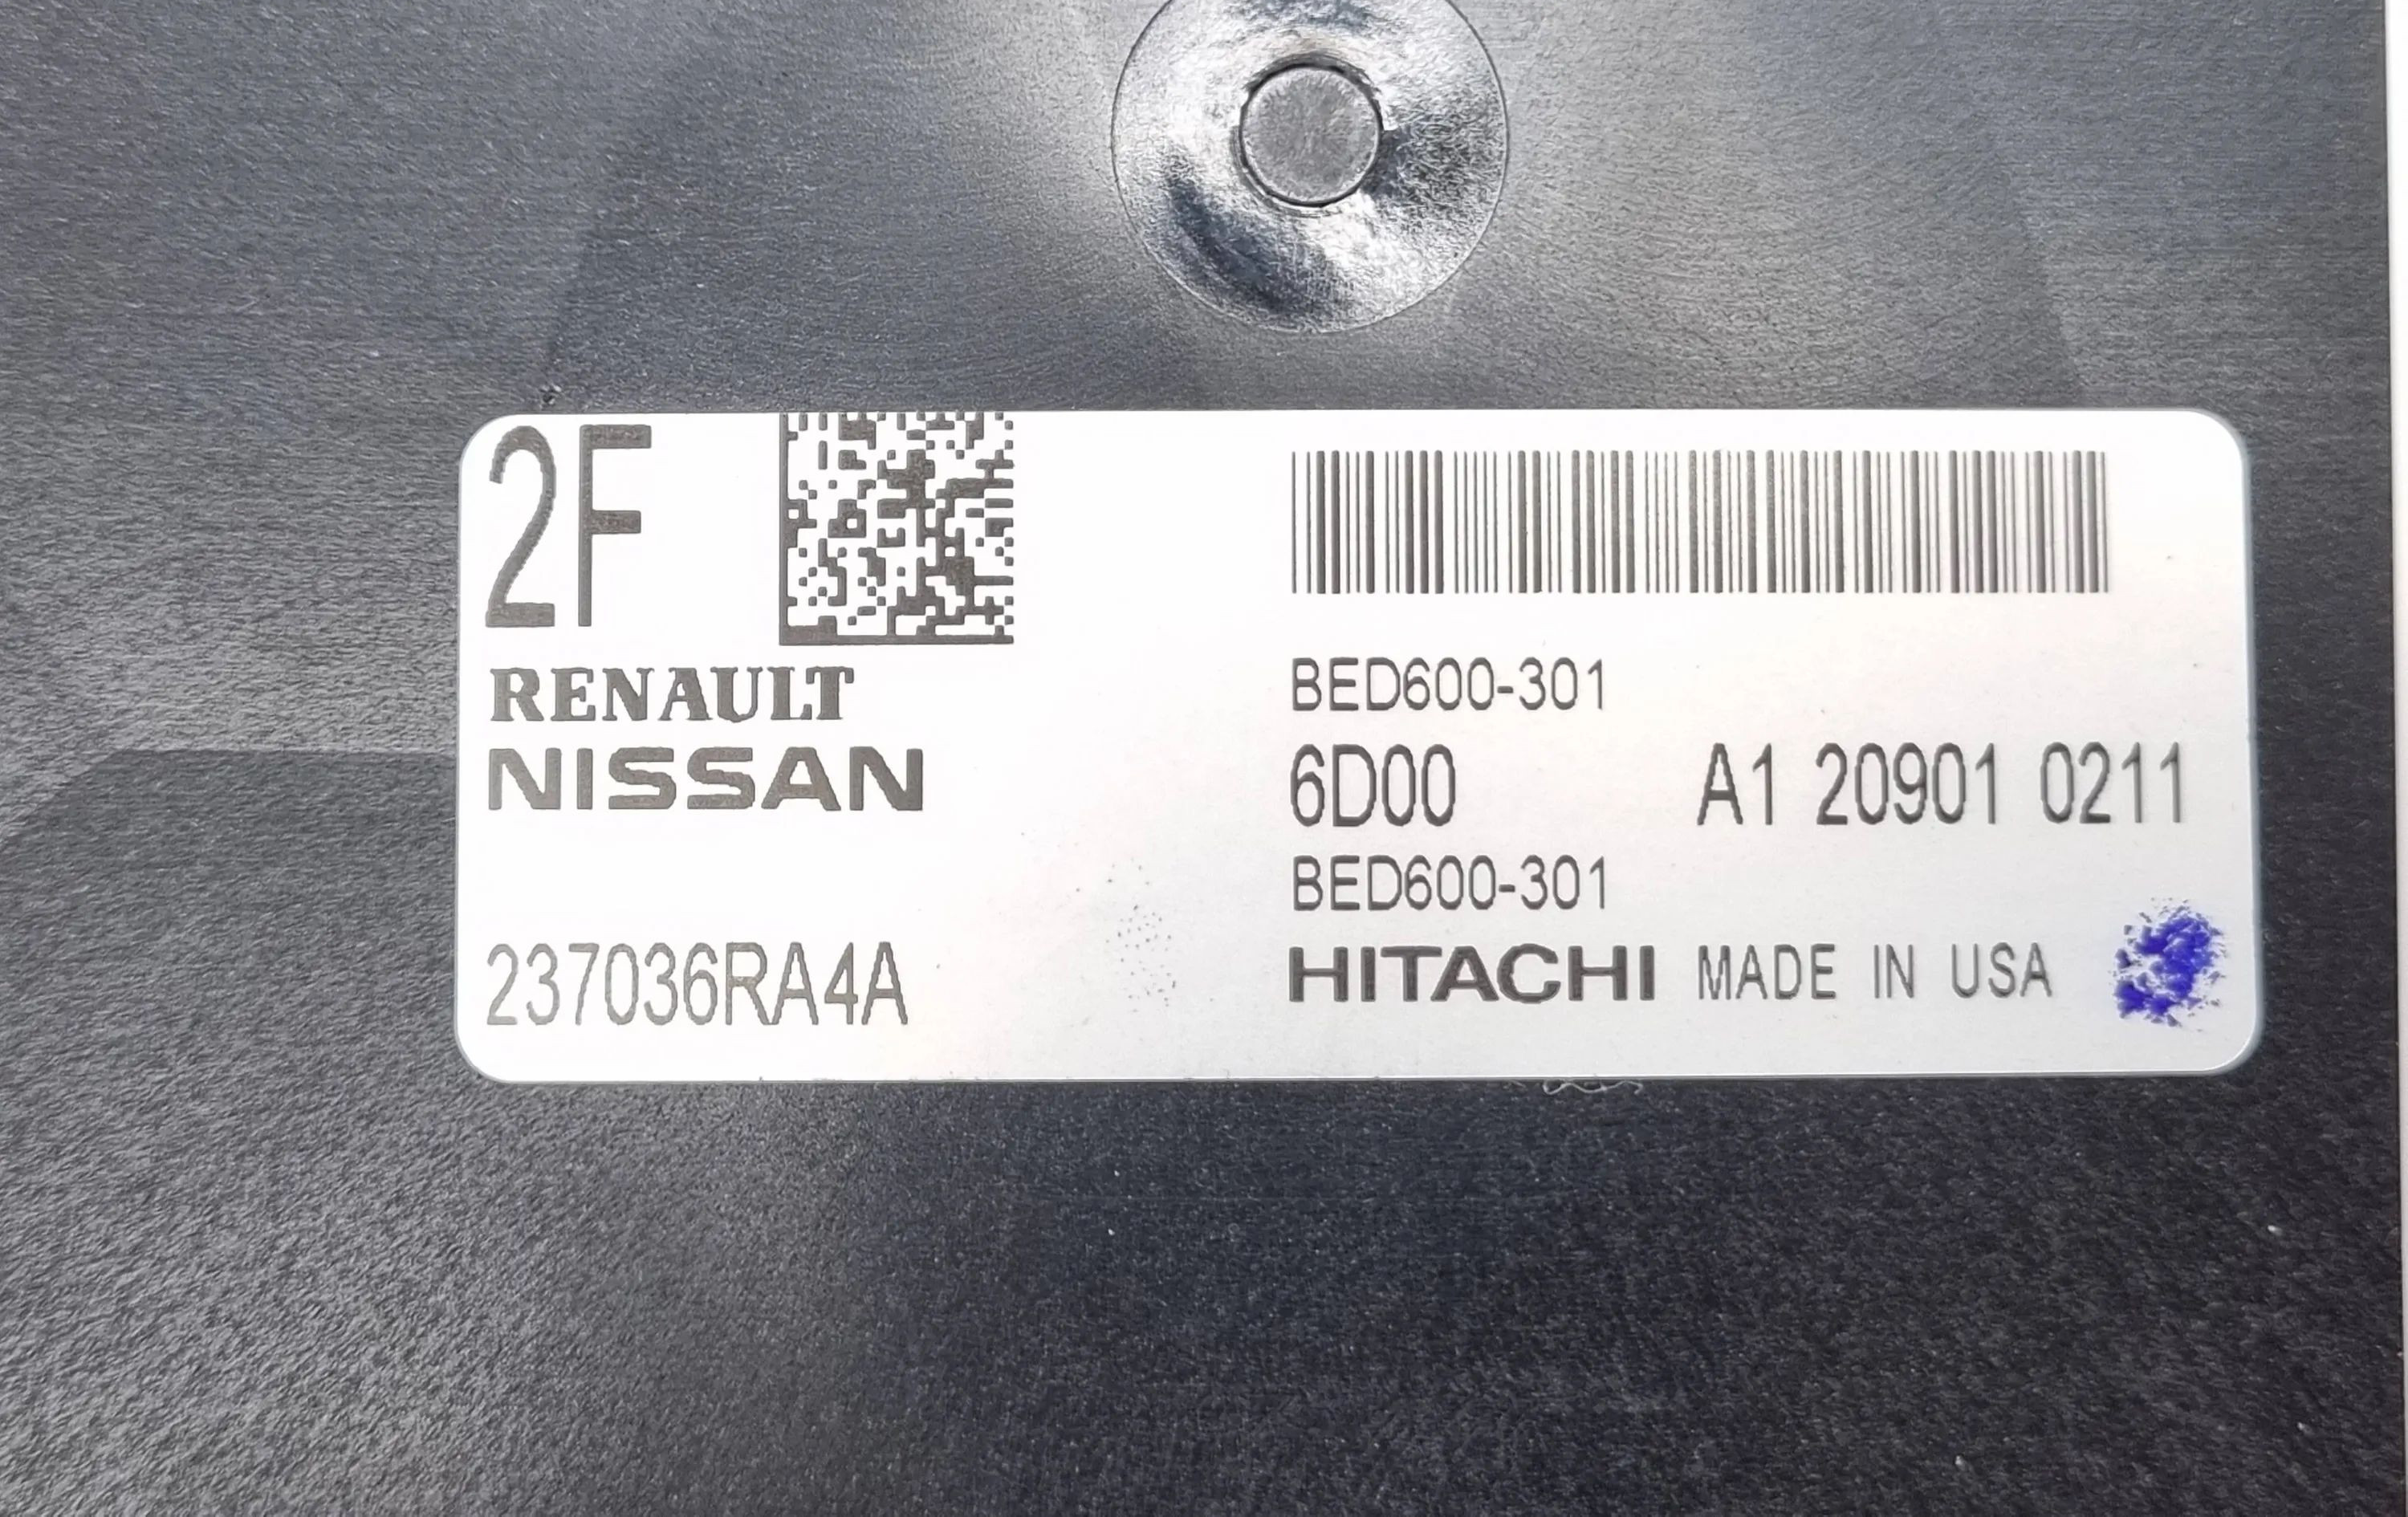 2F
RENAULT
NISSAN
237036RA4A
BED600-301
6D00 A1 20901 0211
BED600-301
HITACHI MADE IN USA